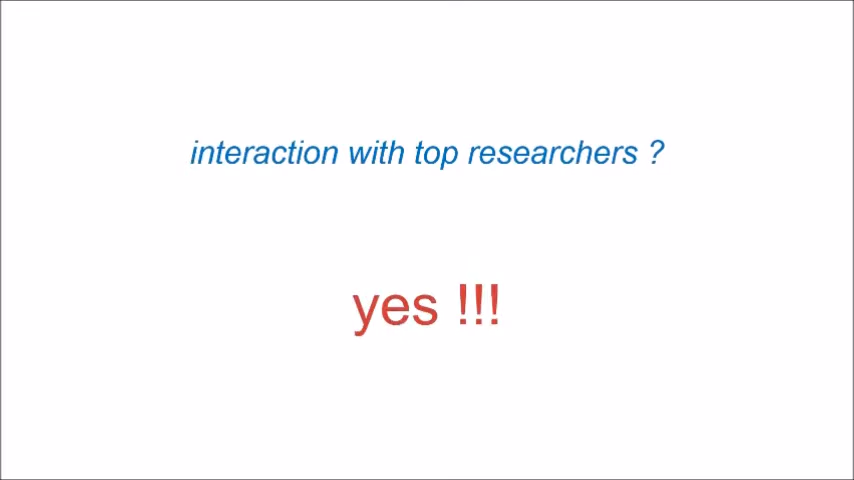 interaction with top researchers ?
yes !!!